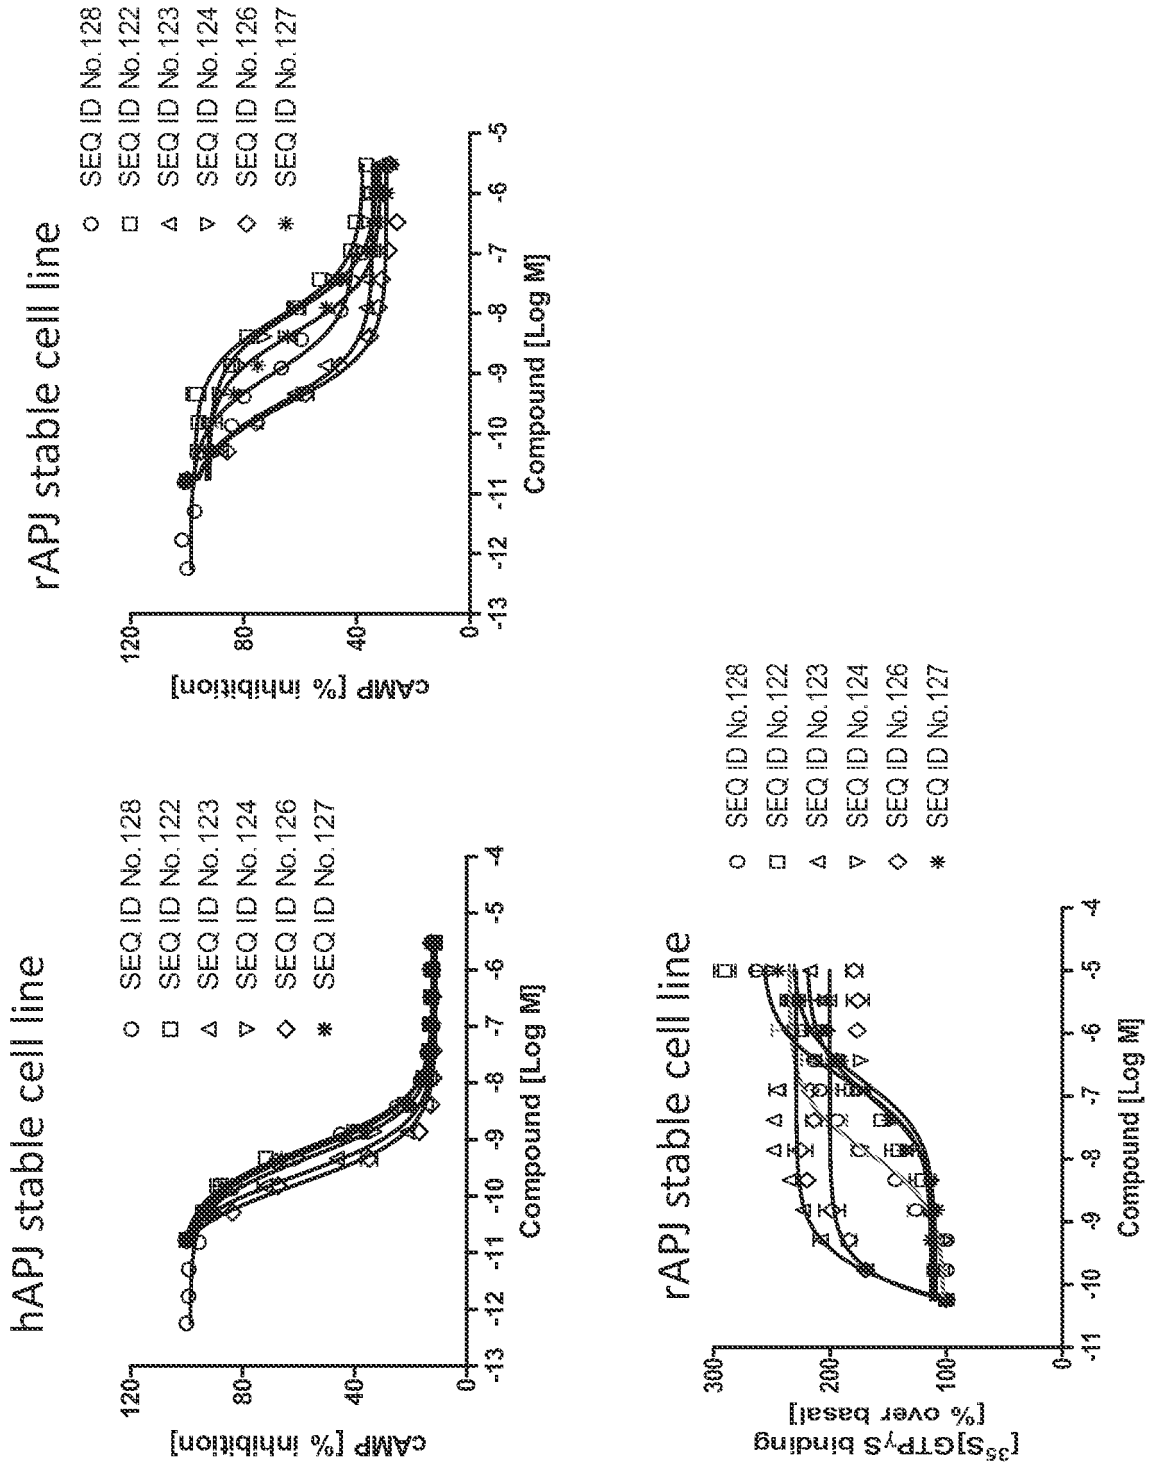 hAPJ stable cell line
cAMP [% inhibition]
120
80
40
0
-13
-12
-11
-10
-9
-8
-7
-6
-5
-4
Compound [Log M]
SEQ ID No.128
SEQ ID No.122
SEQ ID No.123
SEQ ID No.124
SEQ ID No.126
SEQ ID No.127
rAPJ stable cell line
cAMP [% inhibition]
120
80
40
0
-13
-12
-11
-10
-9
-8
-7
-6
-5
Compound [Log M]
SEQ ID No.128
SEQ ID No.122
SEQ ID No.123
SEQ ID No.124
SEQ ID No.126
SEQ ID No.127
rAPJ stable cell line
[³⁵S]GTPγS binding
[% over basal]
300
200
100
0
-11
-10
-9
-8
-7
-6
-5
-4
Compound [Log M]
SEQ ID No.128
SEQ ID No.122
SEQ ID No.123
SEQ ID No.124
SEQ ID No.126
SEQ ID No.127